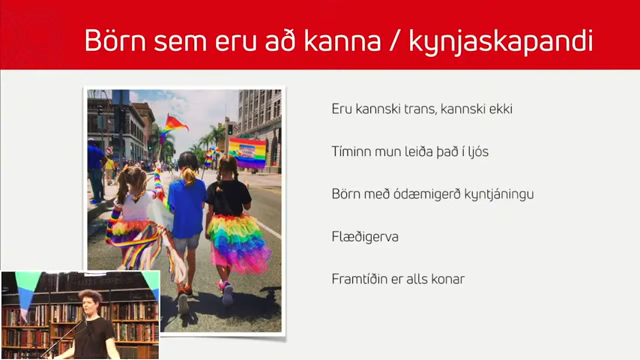 Börn sem eru að kanna / kynjaskapandi
Eru kannski trans, kannski ekki
Tíminn mun leiða það í ljós
Börn með ódæmigerð kyntjáningu
Flæðigerva
Framtíðin er alls konar